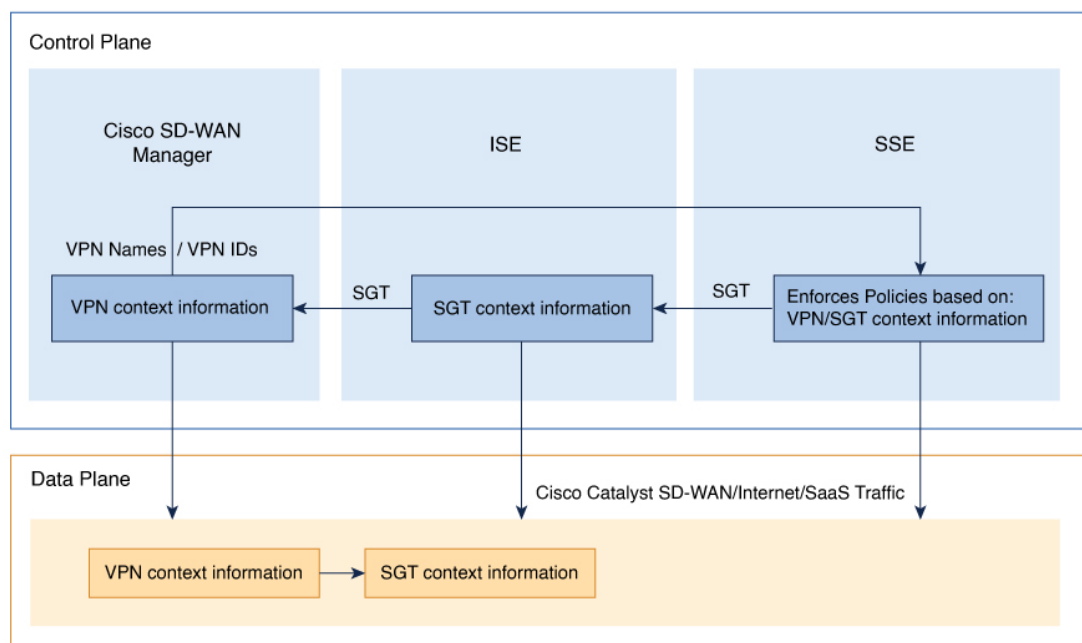 Control Plane
Cisco SD-WAN
Manager
ISE
SSE
VPN Names / VPN IDs
VPN context information
SGT
SGT context information
SGT
Enforces Policies based on:
VPN/SGT context information
Data Plane
Cisco Catalyst SD-WAN/Internet/SaaS Traffic
VPN context information
SGT context information